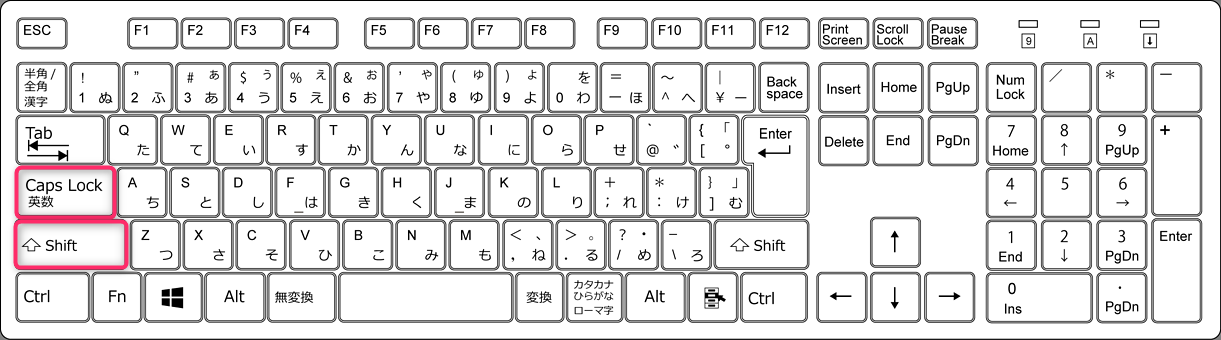 ESC F1 F2 F3 F4 F5 F6 F7 F8 F9 F10 F11 F12 Print Screen Scroll Lock Pause Break 9 A ⬇
半角/全角 漢字 ! 1 ぬ " 2 ふ # ぁ 3 あ $ ぅ 4 う % ぇ 5 え & ぉ 6 お ' ゃ 7 や ( ゅ 8 ゆ ) ょ 9 よ を 0 わ = − ほ ~ ^ へ | ¥ ー Back space Insert Home PgUp Num Lock / * −
Tab Q た W て E い R す T か Y ん U な I に O ら P せ ` @ ゛ { 「 [ ゜ Enter Delete End PgDn 7 Home 8 ↑ 9 PgUp +
Caps Lock 英数 A ち S と D し F _は G き H く J _ま K の L り + ; れ * : け } 」 ] む 4 ← 5 6 →
⇧ Shift Z つ X さ C そ V ひ B こ N み M も < 、 , ね > 。 . る ? ・ / め _ \ ろ ⇧ Shift ↑ 1 End 2 ↓ 3 PgDn Enter
Ctrl Fn Alt 無変換 変換 カタカナ ひらがな ローマ字 Alt Ctrl ← ↓ → 0 Ins . PgDn